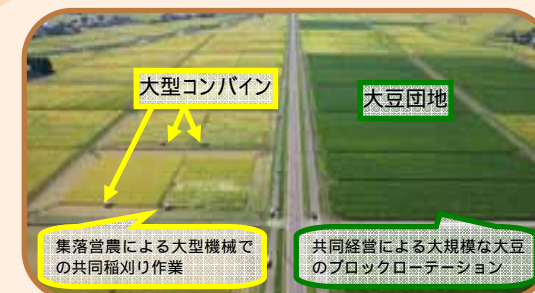 大型コンバイン
大豆団地
集落営農による大型機械で
の共同稲刈り作業
共同経営による大規模な大豆
のブロックローテーション